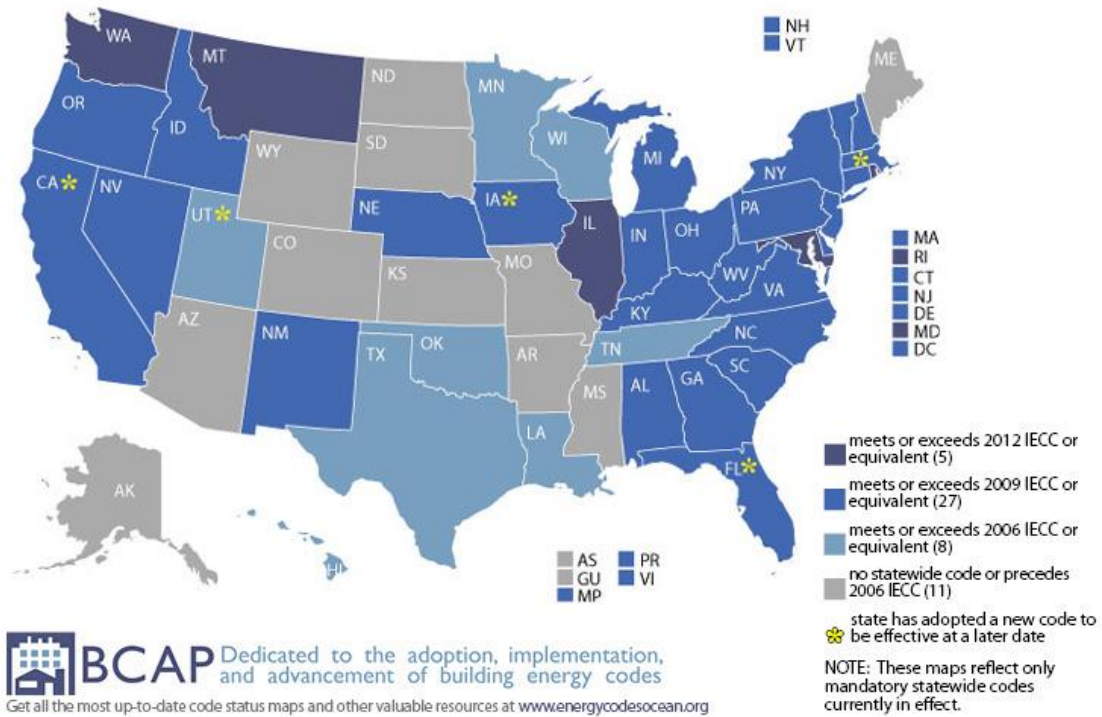 WA
MT
ND
MN
NH
VT
ME
OR
ID
WY
SD
WI
MI
NY
CA*
NV
UT*
NE
IA*
IL
IN
OH
PA
CO
KS
MO
WV
VA
KY
AZ
NM
OK
TX
AR
TN
NC
SC
MS
AL
GA
LA
FL*
AK
HI
MA
RI
CT
NJ
DE
MD
DC
AS
GU
MP
PR
VI
meets or exceeds 2012 IECC or
equivalent (5)
meets or exceeds 2009 IECC or
equivalent (27)
meets or exceeds 2006 IECC or
equivalent (8)
no statewide code or precedes
2006 IECC (11)
* state has adopted a new code to
be effective at a later date
NOTE: These maps reflect only
mandatory statewide codes
currently in effect.
BCAP
Dedicated to the adoption, implementation,
and advancement of building energy codes
Get all the most up-to-date code status maps and other valuable resources at www.energycodesocean.org